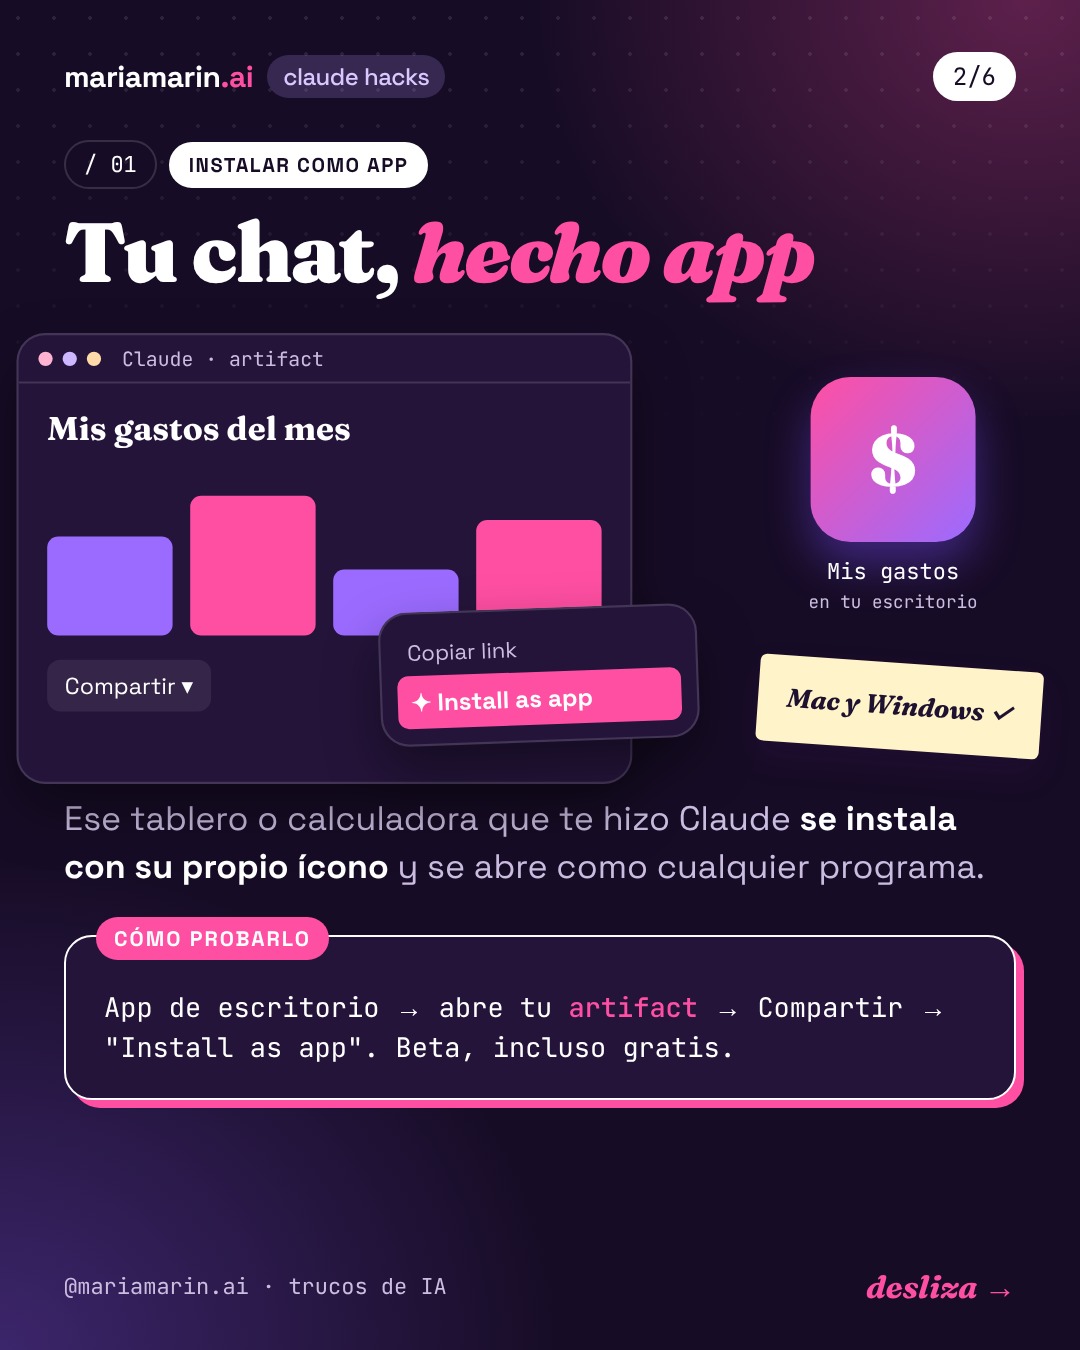 mariamarin.ai claude hacks 2/6
/ 01 INSTALAR COMO APP
Tu chat, hecho app
Claude · artifact
Mis gastos del mes
$
Mis gastos
en tu escritorio
Compartir ▾
Copiar link
✦ Install as app
Mac y Windows ✓
Ese tablero o calculadora que te hizo Claude se instala
con su propio ícono y se abre como cualquier programa.
CÓMO PROBARLO
App de escritorio → abre tu artifact → Compartir →
"Install as app". Beta, incluso gratis.
@mariamarin.ai · trucos de IA
desliza →